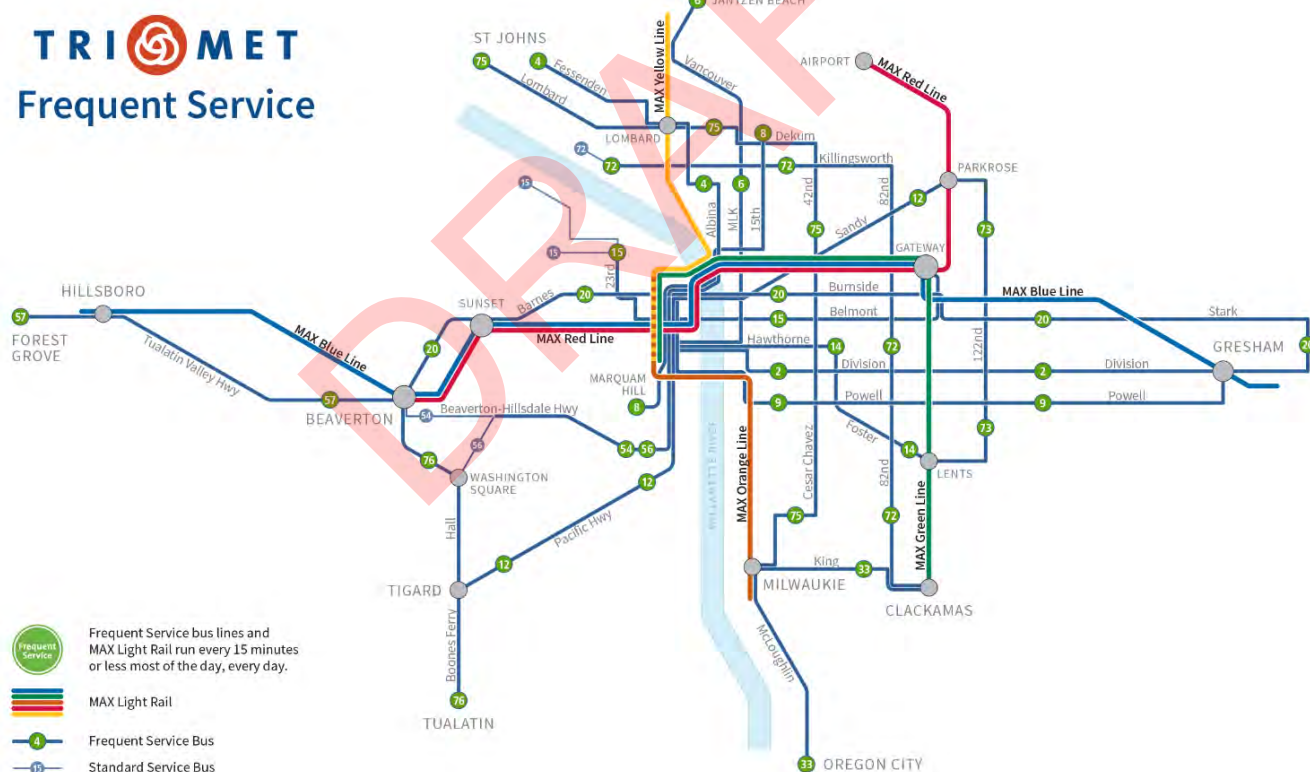 TRI MET
Frequent Service
JANTZEN BEACH
6
ST JOHNS
75
4
Fessenden
Lombard
MAX Yellow Line
Vancouver
AIRPORT
MAX Red Line
LOMBARD
75
8
Dekum
72
72
72
Killingsworth
PARKROSE
15
4
6
42nd
82nd
12
Albina
MLK
15th
75
Sandy
73
15
15
23rd
GATEWAY
HILLSBORO
57
FOREST
GROVE
SUNSET
Barnes
20
20
Burnside
MAX Blue Line
15
Belmont
20
Stark
MAX Blue Line
MAX Red Line
20
Hawthorne
14
72
122nd
20
GRESHAM
Tualatin Valley Hwy
2
Division
2
Division
MARQUAM
HILL
8
57
BEAVERTON
54
Beaverton-Hillsdale Hwy
9
Powell
9
Powell
Foster
73
54
56
56
14
76
12
WASHINGTON
SQUARE
LENTS
MAX Orange Line
Cesar Chavez
82nd
MAX Green Line
Hall
Pacific Hwy
75
72
12
King
33
TIGARD
MILWAUKIE
CLACKAMAS
Boones Ferry
McLoughlin
76
TUALATIN
33
OREGON CITY
Frequent
Service
Frequent Service bus lines and
MAX Light Rail run every 15 minutes
or less most of the day, every day.
MAX Light Rail
4
Frequent Service Bus
15
Standard Service Bus